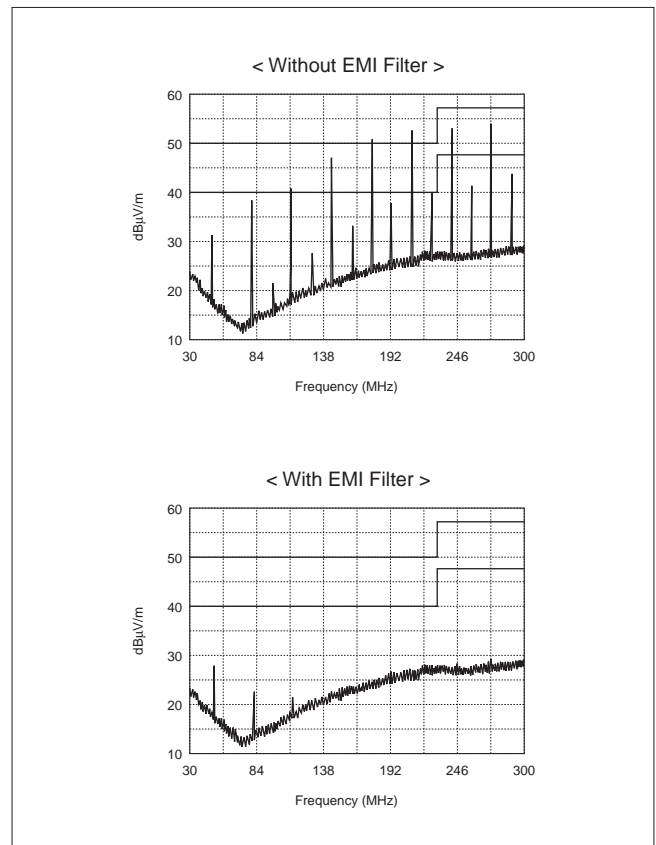 < Without EMI Filter >
60
50
40
30
20
10
dBµV/m
30 84 138 192 246 300
Frequency (MHz)
< With EMI Filter >
60
50
40
30
20
10
dBµV/m
30 84 138 192 246 300
Frequency (MHz)